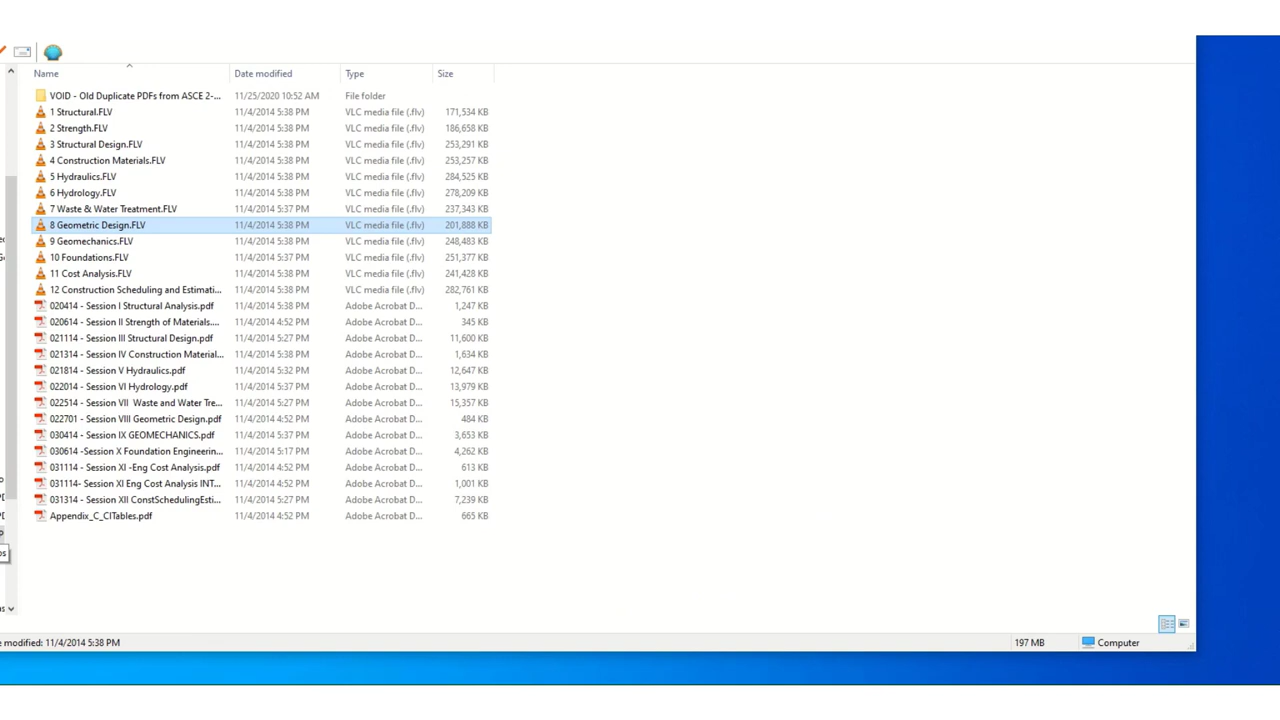 Name Date modified Type Size
VOID - Old Duplicate PDFs from ASCE 2-... 11/25/2020 10:52 AM File folder
1 Structural.FLV 11/4/2014 5:38 PM VLC media file (.flv) 171,534 KB
2 Strength.FLV 11/4/2014 5:38 PM VLC media file (.flv) 186,658 KB
3 Structural Design.FLV 11/4/2014 5:38 PM VLC media file (.flv) 253,291 KB
4 Construction Materials.FLV 11/4/2014 5:38 PM VLC media file (.flv) 253,257 KB
5 Hydraulics.FLV 11/4/2014 5:38 PM VLC media file (.flv) 284,525 KB
6 Hydrology.FLV 11/4/2014 5:38 PM VLC media file (.flv) 278,209 KB
7 Waste & Water Treatment.FLV 11/4/2014 5:37 PM VLC media file (.flv) 237,343 KB
8 Geometric Design.FLV 11/4/2014 5:38 PM VLC media file (.flv) 201,888 KB
9 Geomechanics.FLV 11/4/2014 5:38 PM VLC media file (.flv) 248,483 KB
10 Foundations.FLV 11/4/2014 5:37 PM VLC media file (.flv) 251,377 KB
11 Cost Analysis.FLV 11/4/2014 5:38 PM VLC media file (.flv) 241,428 KB
12 Construction Scheduling and Estimati... 11/4/2014 5:38 PM VLC media file (.flv) 282,761 KB
020414 - Session I Structural Analysis.pdf 11/4/2014 5:38 PM Adobe Acrobat D... 1,247 KB
020614 - Session II Strength of Materials.... 11/4/2014 4:52 PM Adobe Acrobat D... 345 KB
021114 - Session III Structural Design.pdf 11/4/2014 5:27 PM Adobe Acrobat D... 11,600 KB
021314 - Session IV Construction Material... 11/4/2014 5:38 PM Adobe Acrobat D... 1,634 KB
021814 - Session V Hydraulics.pdf 11/4/2014 5:32 PM Adobe Acrobat D... 12,647 KB
022014 - Session VI Hydrology.pdf 11/4/2014 5:37 PM Adobe Acrobat D... 13,979 KB
022514 - Session VII  Waste and Water Tre... 11/4/2014 5:37 PM Adobe Acrobat D... 15,357 KB
022701 - Session VIII Geometric Design.pdf 11/4/2014 4:52 PM Adobe Acrobat D... 484 KB
030414 - Session IX GEOMECHANICS.pdf 11/4/2014 5:37 PM Adobe Acrobat D... 3,653 KB
030614 -Session X Foundation Engineerin... 11/4/2014 5:17 PM Adobe Acrobat D... 4,262 KB
031114 - Session XI -Eng Cost Analysis.pdf 11/4/2014 4:52 PM Adobe Acrobat D... 613 KB
031114- Session XI Eng Cost Analysis INT... 11/4/2014 4:52 PM Adobe Acrobat D... 1,001 KB
031314 - Session XII ConstSchedulingEsti... 11/4/2014 5:27 PM Adobe Acrobat D... 7,239 KB
Appendix_C_CITables.pdf 11/4/2014 4:52 PM Adobe Acrobat D... 665 KB
modified: 11/4/2014 5:38 PM 197 MB Computer